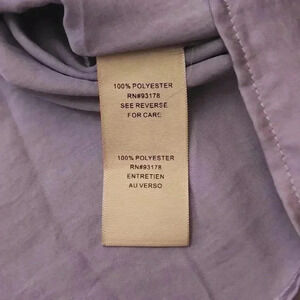 100% POLYESTER
RN#93178
SEE REVERSE
FOR CARE
100% POLYESTER
RN#93178
ENTRETIEN
AU VERSO